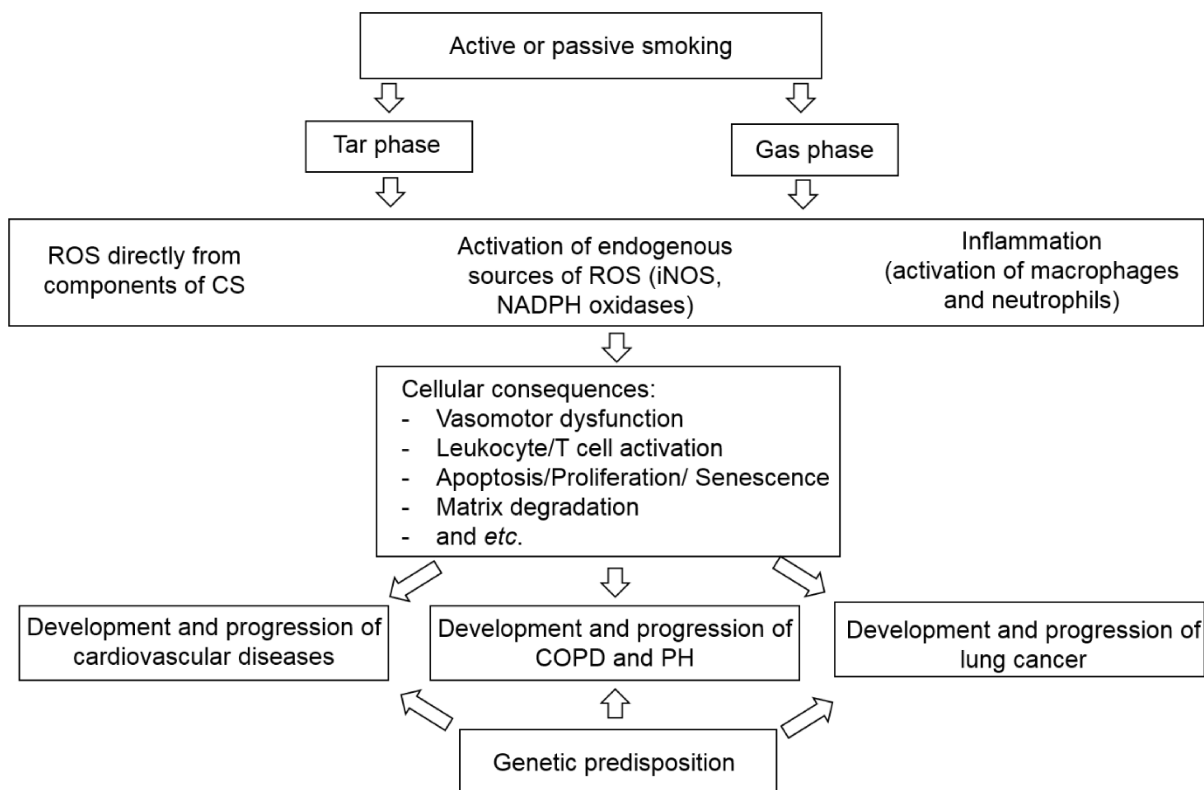 Active or passive smoking
Tar phase
Gas phase
ROS directly from
components of CS
Activation of endogenous
sources of ROS (iNOS,
NADPH oxidases)
Inflammation
(activation of macrophages
and neutrophils)
Cellular consequences:
- Vasomotor dysfunction
- Leukocyte/T cell activation
- Apoptosis/Proliferation/ Senescence
- Matrix degradation
- and etc.
Development and progression of
cardiovascular diseases
Development and progression of
COPD and PH
Development and progression of
lung cancer
Genetic predisposition